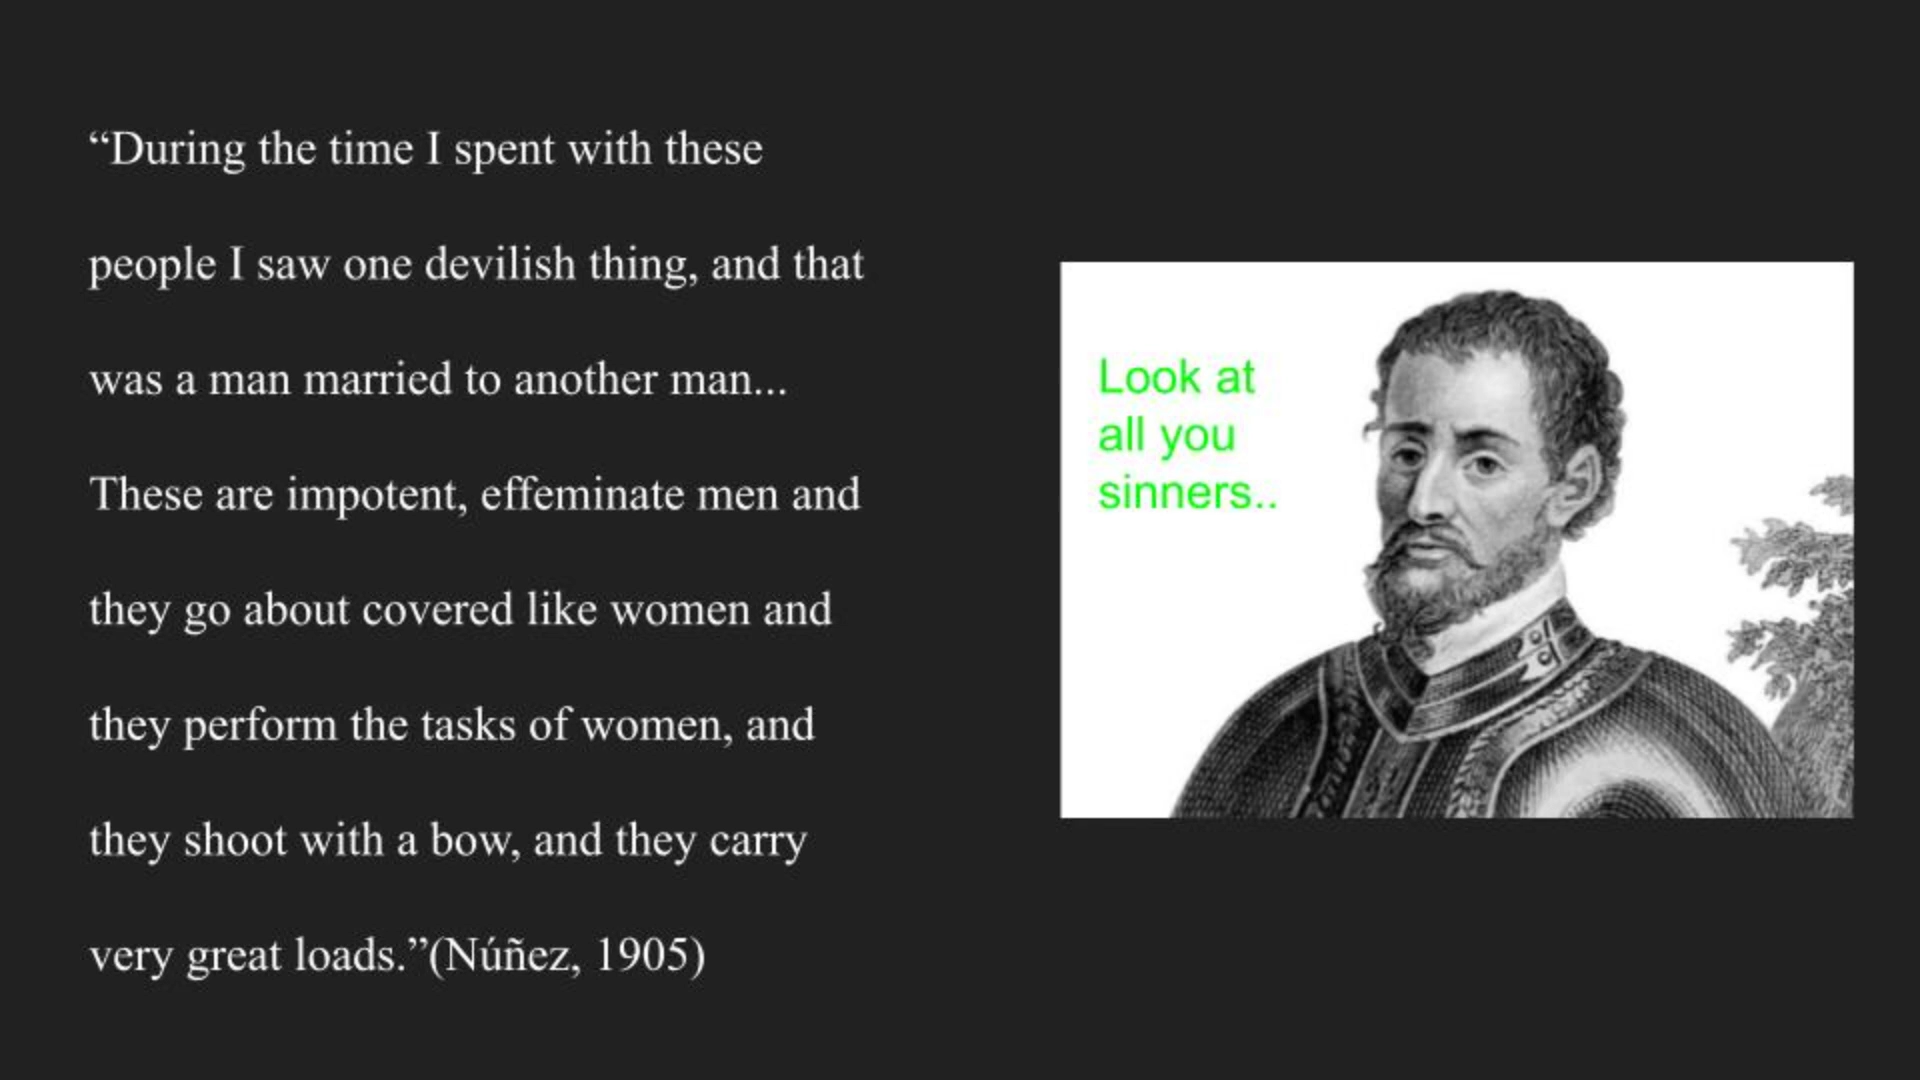 “During the time I spent with these
people I saw one devilish thing, and that
was a man married to another man...
These are impotent, effeminate men and
they go about covered like women and
they perform the tasks of women, and
they shoot with a bow, and they carry
very great loads.”(Núñez, 1905)
Look at
all you
sinners..